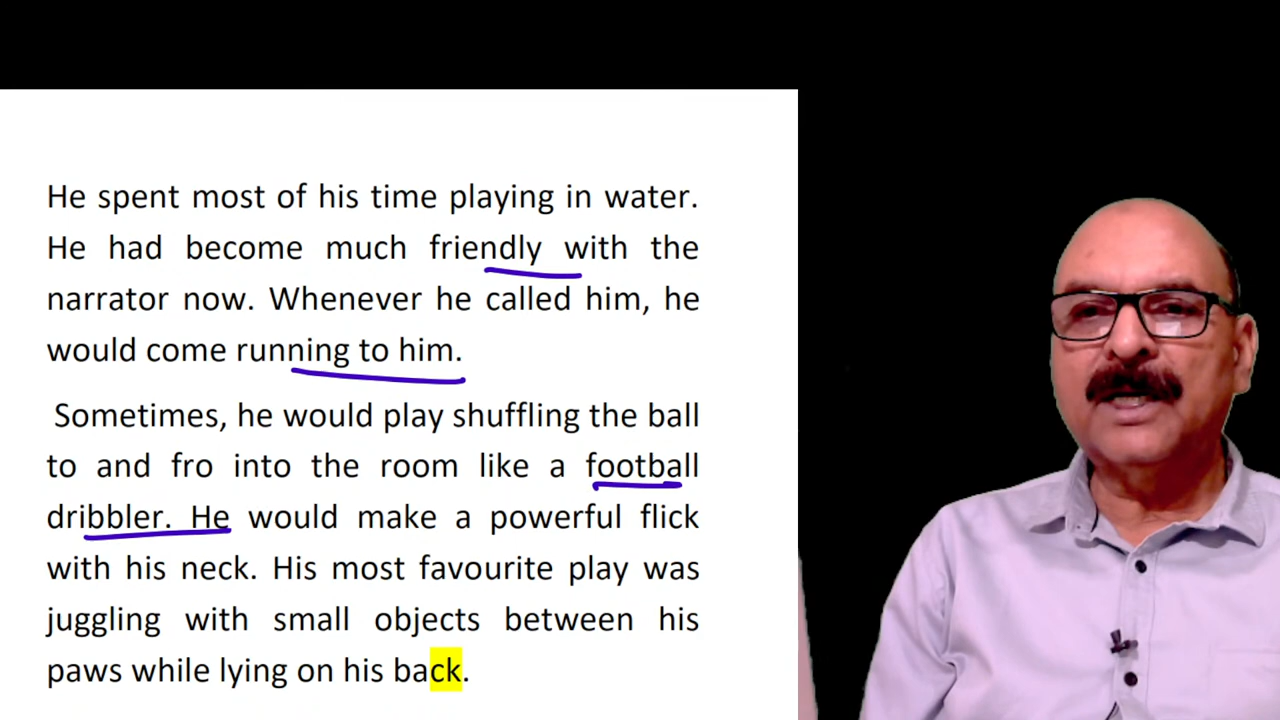 He spent most of his time playing in water.
He had become much friendly with the
narrator now. Whenever he called him, he
would come running to him.
Sometimes, he would play shuffling the ball
to and fro into the room like a football
dribbler. He would make a powerful flick
with his neck. His most favourite play was
juggling with small objects between his
paws while lying on his back.